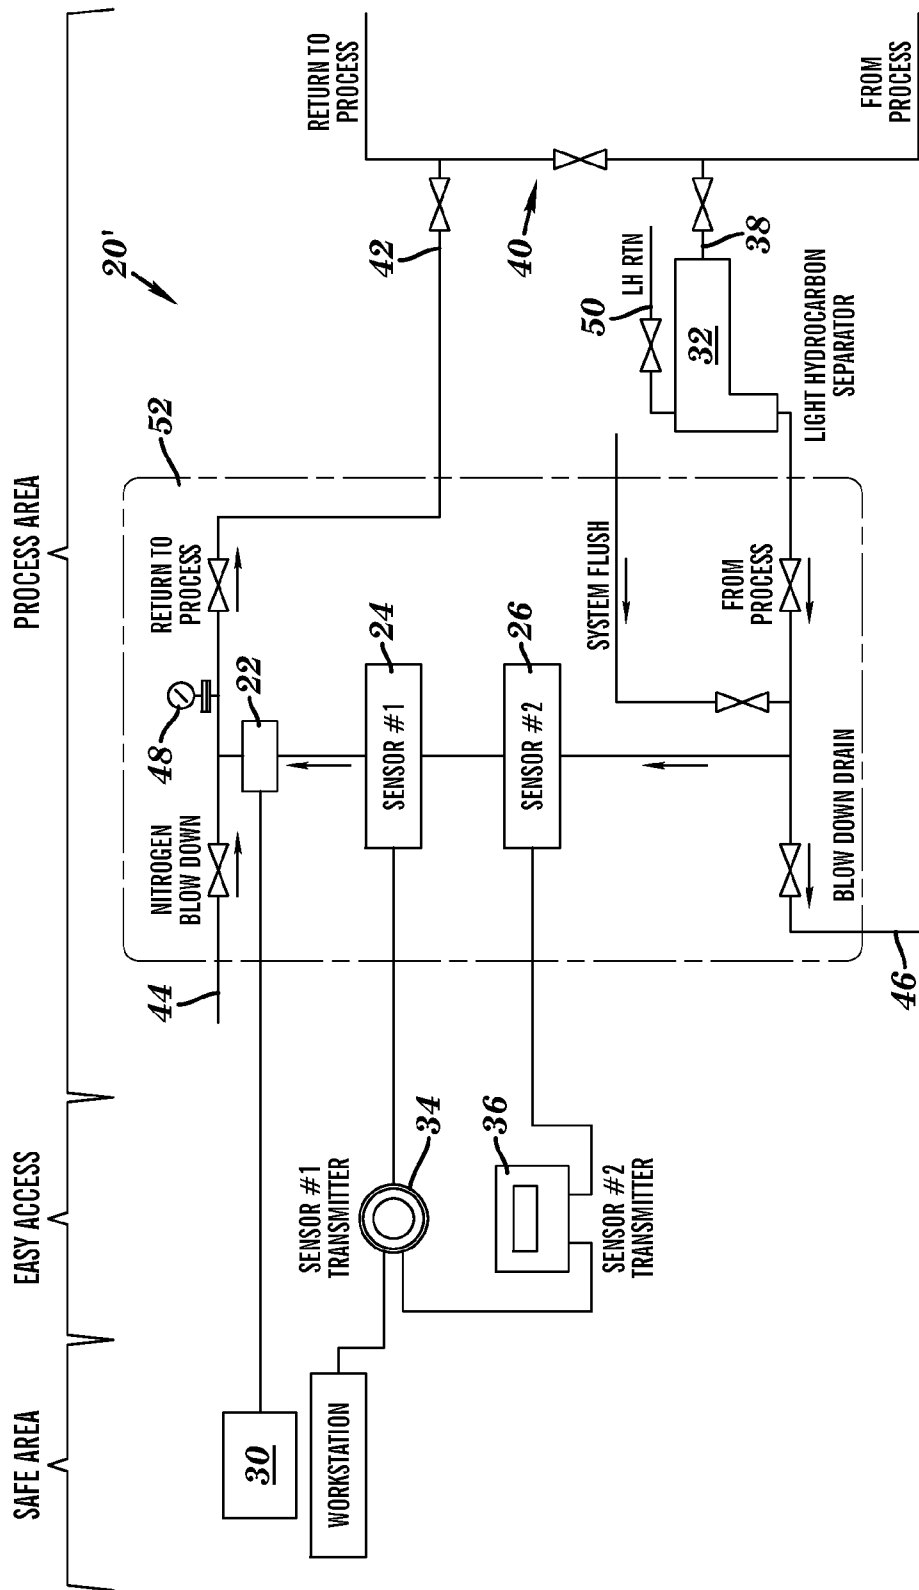 SAFE AREA
EASY ACCESS
PROCESS AREA
20'
52
44
NITROGEN
BLOW DOWN
48
RETURN TO
PROCESS
22
30
42
RETURN TO
PROCESS
WORKSTATION
SENSOR #1
TRANSMITTER
34
SENSOR #1
24
40
36
SENSOR #2
TRANSMITTER
SENSOR #2
26
SYSTEM FLUSH
50
LH RTN
32
38
FROM
PROCESS
LIGHT HYDROCARBON
SEPARATOR
FROM
PROCESS
BLOW DOWN DRAIN
46